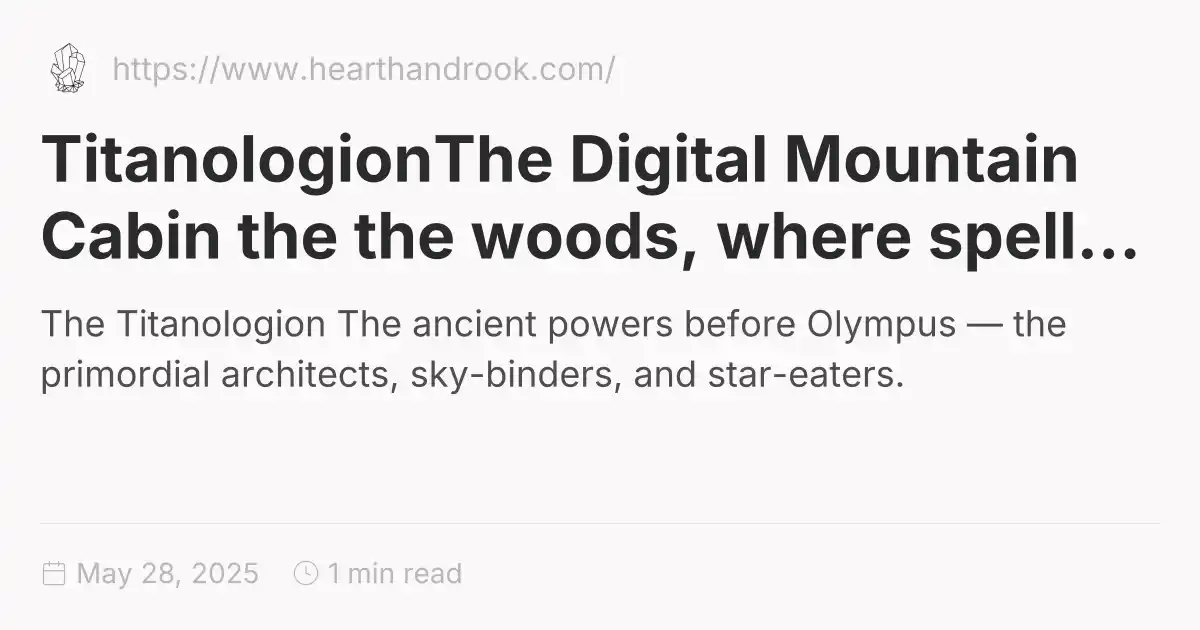 https://www.hearthandrook.com/
TitanologionThe Digital Mountain
Cabin the the woods, where spell…
The Titanologion The ancient powers before Olympus — the
primordial architects, sky-binders, and star-eaters.
May 28, 2025 1 min read